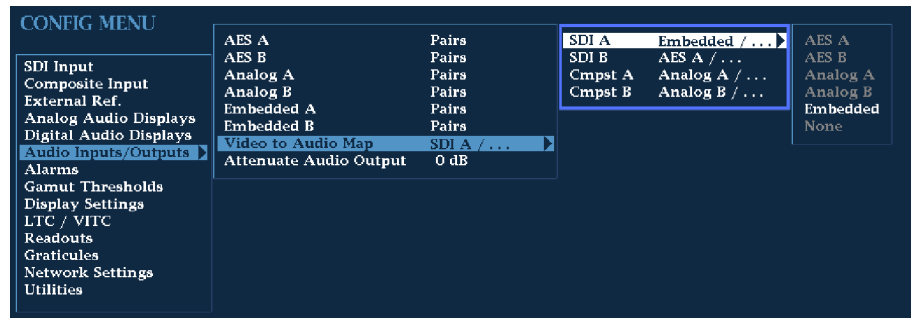 CONFIG MENU
SDI Input
Composite Input
External Ref.
Analog Audio Displays
Digital Audio Displays
Audio Inputs/Outputs
Alarms
Gamut Thresholds
Display Settings
LTC / VITC
Readouts
Graticules
Network Settings
Utilities
AES A Pairs
AES B Pairs
Analog A Pairs
Analog B Pairs
Embedded A Pairs
Embedded B Pairs
Video to Audio Map SDI A / ...
Attenuate Audio Output 0 dB
SDI A Embedded / ...
SDI B AES A / ...
Cmpst A Analog A / ...
Cmpst B Analog B / ...
AES A
AES B
Analog A
Analog B
Embedded
None